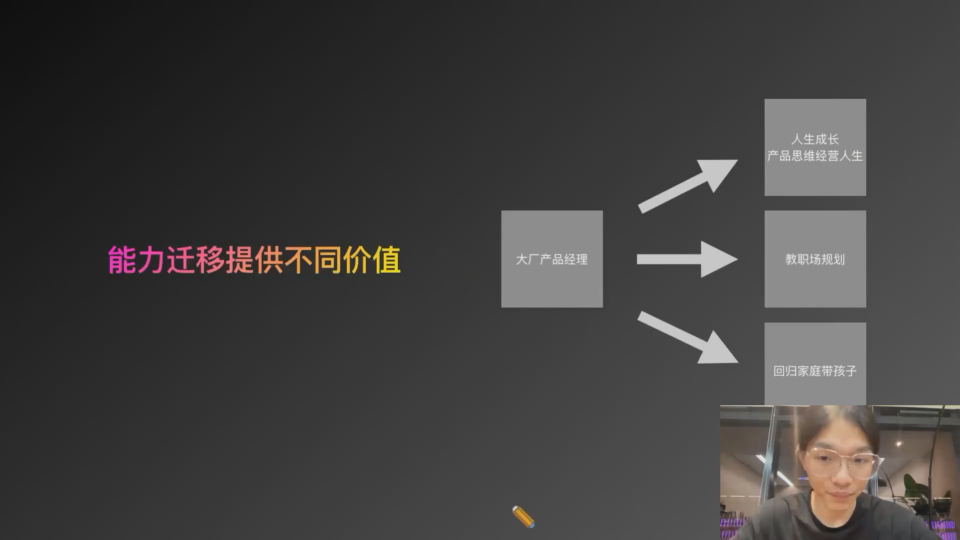 能力迁移提供不同价值
大厂产品经理
人生成长
产品思维经营人生
教职场规划
回归家庭带孩子